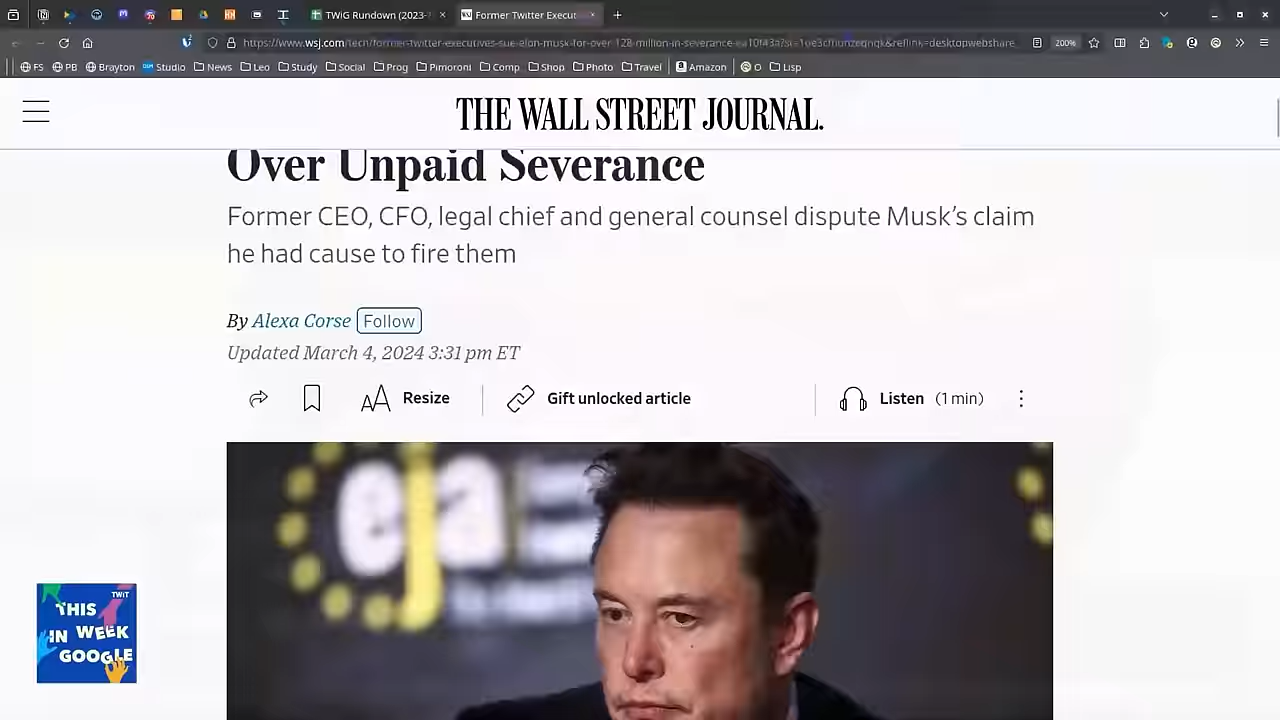 TWiG Rundown (2023-
Former Twitter Execut
200%
FS
PB
Brayton
Studio
News
Leo
Study
Social
Prog
Pimoroni
Comp
Shop
Photo
Travel
Amazon
O
Lisp
THE WALL STREET JOURNAL.
Over Unpaid Severance
Former CEO, CFO, legal chief and general counsel dispute Musk’s claim
he had cause to fire them
By Alexa Corse Follow
Updated March 4, 2024 3:31 pm ET
AA Resize
Gift unlocked article
Listen (1 min)
TWiT
THIS
IN WEEK
GOOGLE